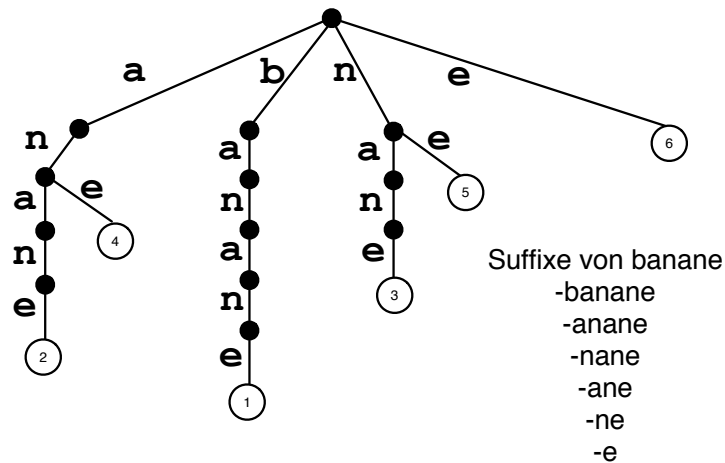 a b n e
n a a e 6
a e n n 5
n 4 a e
e n 3
2 e
1
Suffixe von banane
-banane
-anane
-nane
-ane
-ne
-e